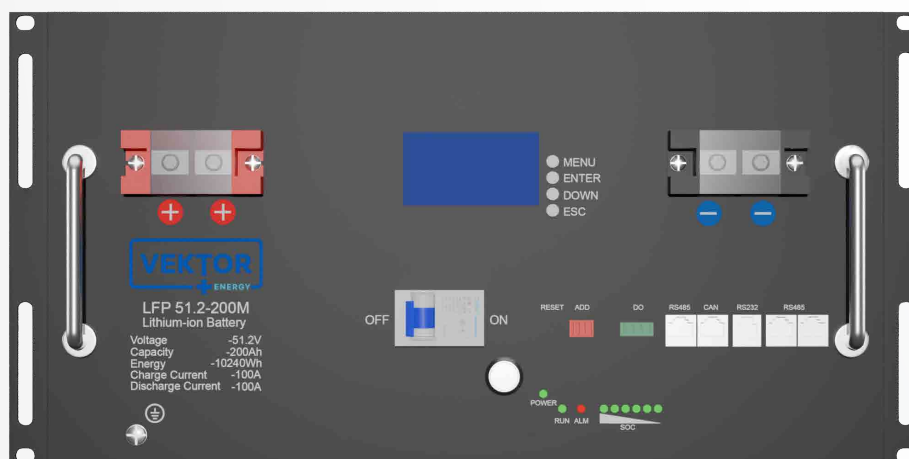 MENU
ENTER
DOWN
ESC
VEKTOR
ENERGY
LFP 51.2-200M
Lithium-ion Battery
Voltage -51.2V
Capacity -200Ah
Energy -10240Wh
Charge Current -100A
Discharge Current -100A
OFF
ON
RESET ADD DO RS485 CAN RS232 RS485
POWER
RUN ALM
SOC